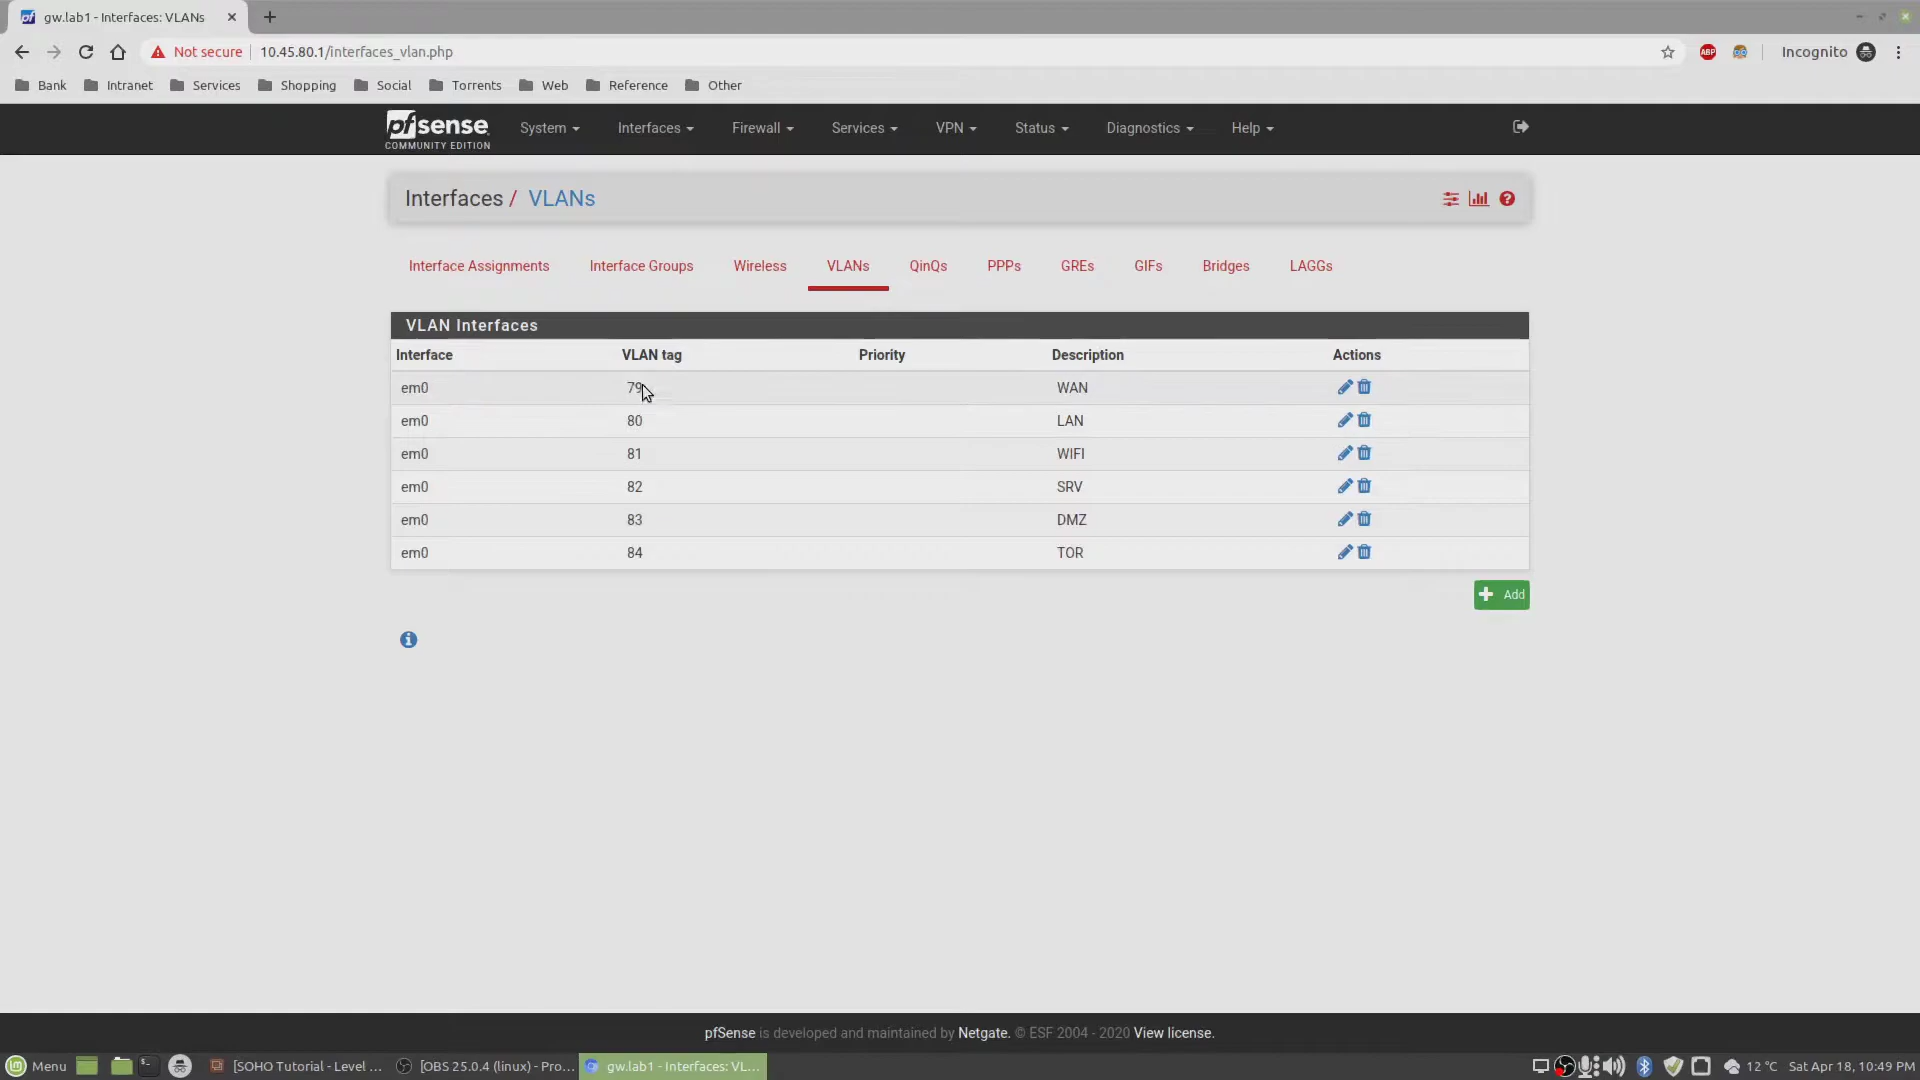 gw.lab1 - Interfaces: VLANs
Not secure 10.45.80.1/interfaces_vlan.php ABP Incognito
Bank Intranet Services Shopping Social Torrents Web Reference Other
pfsense System Interfaces Firewall Services VPN Status Diagnostics Help
COMMUNITY EDITION
Interfaces / VLANs
Interface Assignments Interface Groups Wireless VLANs QinQs PPPs GREs GIFs Bridges LAGGs
VLAN Interfaces
Interface VLAN tag Priority Description Actions
em0 79 WAN
em0 80 LAN
em0 81 WIFI
em0 82 SRV
em0 83 DMZ
em0 84 TOR
Add
pfSense is developed and maintained by Netgate. © ESF 2004 - 2020 View license.
Menu [SOHO Tutorial - Level ... [OBS 25.0.4 (linux) - Pro... gw.lab1 - Interfaces: VL... 12 °C Sat Apr 18, 10:49 PM